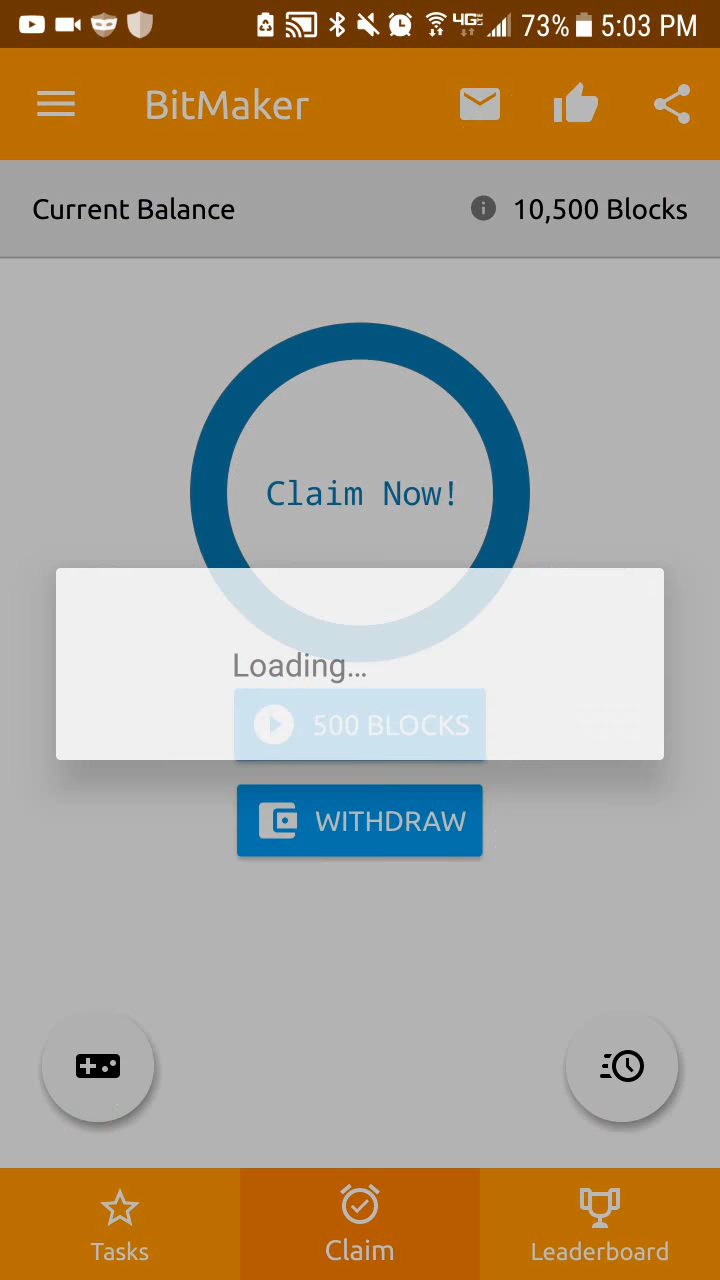 4G 73% 5:03 PM
BitMaker
Current Balance 10,500 Blocks
Claim Now!
Loading...
500 BLOCKS
WITHDRAW
Tasks Claim Leaderboard